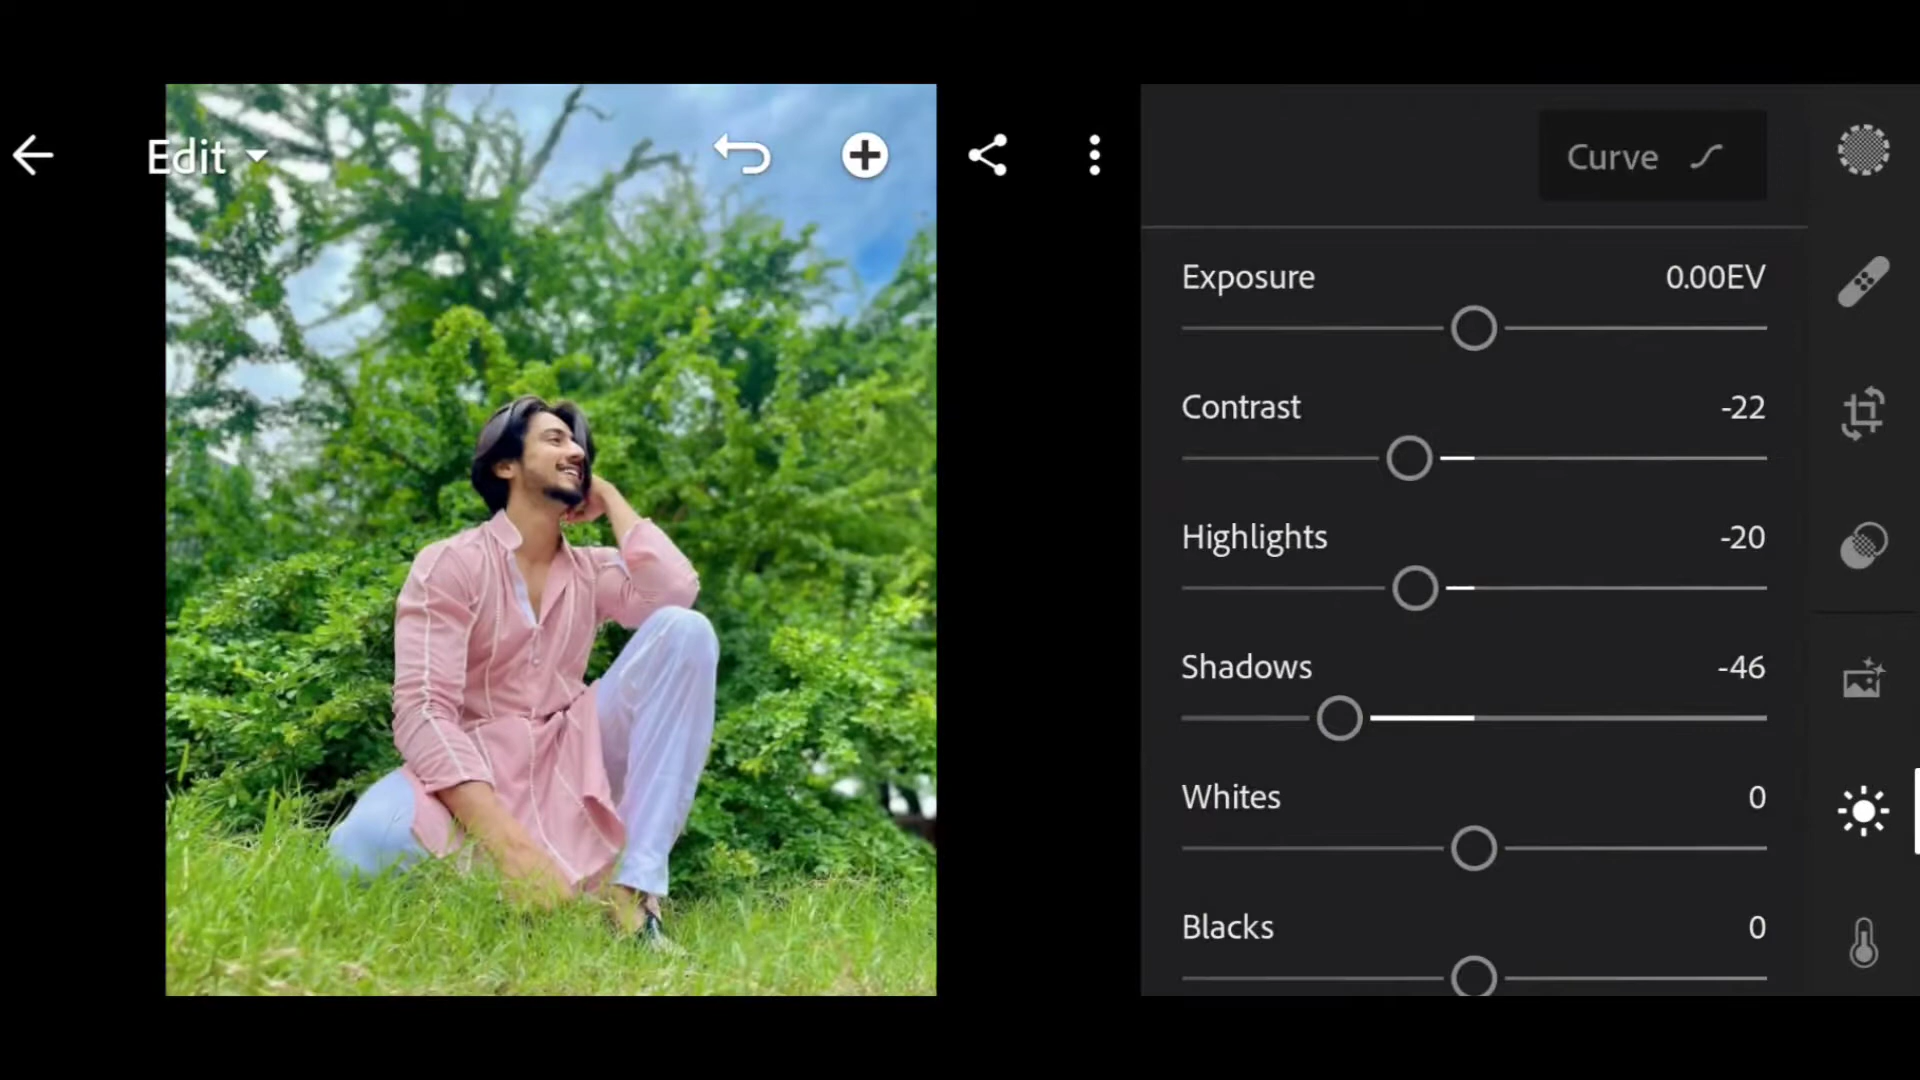 Edit
Curve
Exposure 0.00EV
Contrast -22
Highlights -20
Shadows -46
Whites 0
Blacks 0